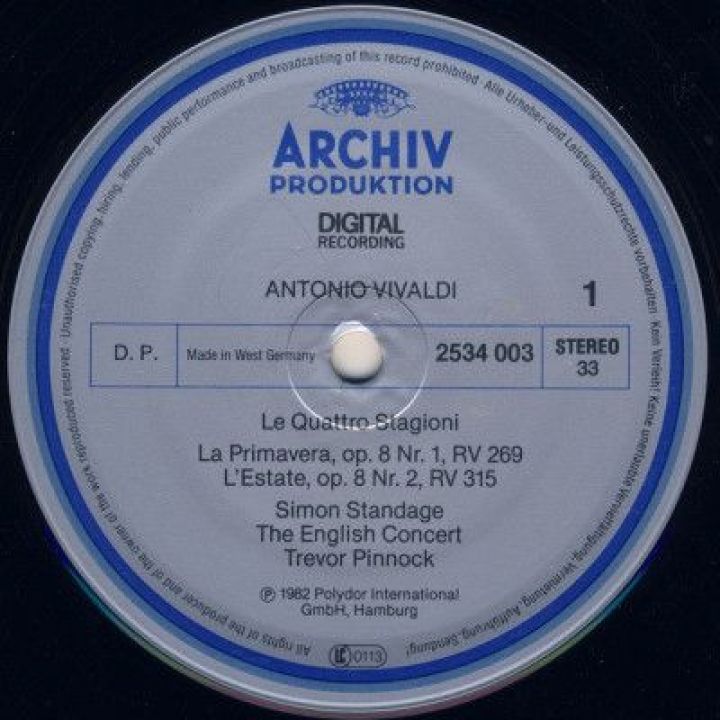 ARCHIV
PRODUKTION
DIGITAL
RECORDING
ANTONIO VIVALDI
1
D. P.
Made in West Germany
2534 003
STEREO
33
Le Quattro Stagioni
La Primavera, op. 8 Nr. 1, RV 269
L'Estate, op. 8 Nr. 2, RV 315
Simon Standage
The English Concert
Trevor Pinnock
℗ 1982 Polydor International
GmbH, Hamburg
LC 0113
All rights of the producer and of the owner of the work reproduced reserved · Unauthorised copying, hiring, lending, public performance and broadcasting of this record prohibited · Alle Urheber- und Leistungsschutzrechte vorbehalten · Kein Verleih! Keine unerlaubte Vervielfältigung, Vermietung, Aufführung, Sendung!